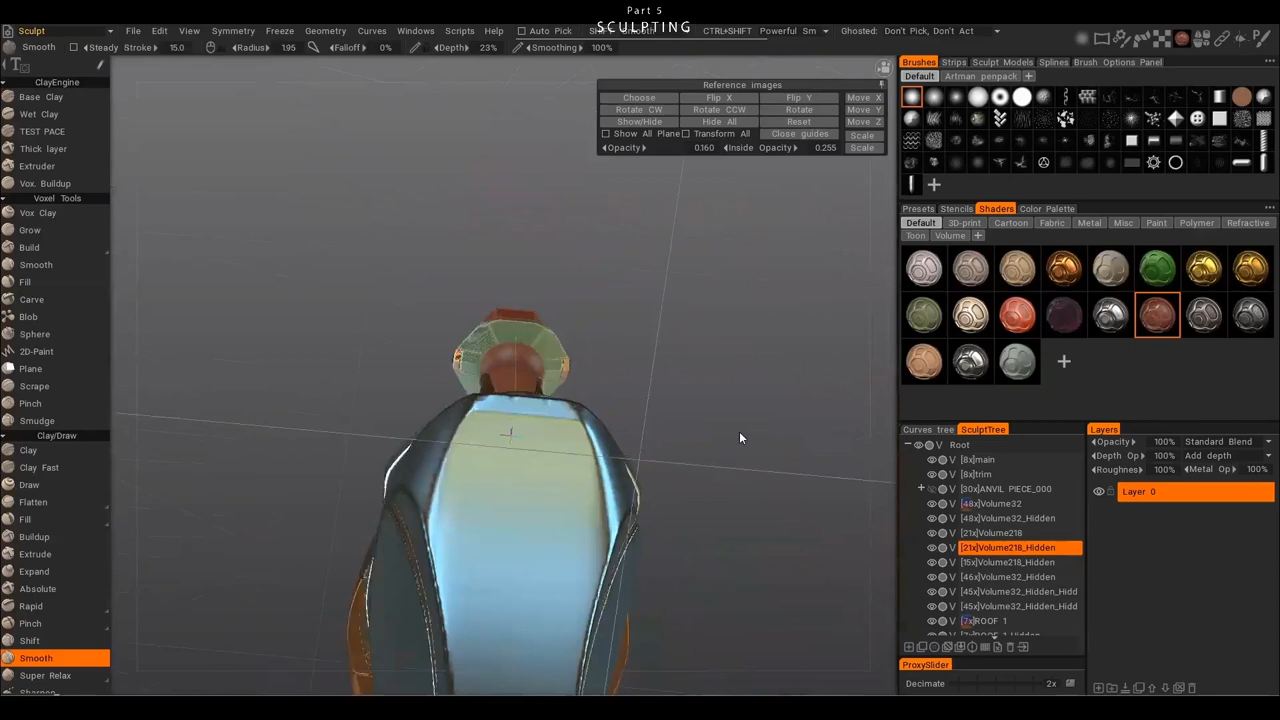 Part 5
SCULPTING
Sculpt File Edit View Symmetry Freeze Geometry Curves Windows Scripts Help Auto Pick CTRL+SHIFT Powerful Sm Ghosted: Don't Pick, Don't Act
Smooth Steady Stroke 15.0 Radius 1.95 Falloff 0% Depth 23% Smoothing 100%
ClayEngine
Base Clay
Wet Clay
TEST PACE
Thick layer
Extruder
Vox. Buildup
Voxel Tools
Vox Clay
Grow
Build
Smooth
Fill
Carve
Blob
Sphere
2D-Paint
Plane
Scrape
Pinch
Smudge
Clay/Draw
Clay
Clay Fast
Draw
Flatten
Fill
Buildup
Extrude
Expand
Absolute
Rapid
Pinch
Shift
Smooth
Super Relax
Sharpen
Reference images
Choose Flip X Flip Y Move X
Rotate CW Rotate CCW Rotate Move Y
Show/Hide Hide All Reset Move Z
Show All Plane Transform All Close guides Scale
Opacity 0.160 Inside Opacity 0.255 Scale
Brushes Strips Sculpt Models Splines Brush Options Panel
Default Artman penpack
Presets Stencils Shaders Color Palette
Default 3D-print Cartoon Fabric Metal Misc Paint Polymer Refractive
Toon Volume
Curves tree SculptTree
Root
V [8x]main
V [8x]trim
V [30x]ANVIL PIECE_000
V [48x]Volume32
V [48x]Volume32_Hidden
V [21x]Volume218
V [21x]Volume218_Hidden
V [15x]Volume218_Hidden
V [46x]Volume32_Hidden
V [45x]Volume32_Hidden_Hidd
V [45x]Volume32_Hidden_Hidd
V [7x]ROOF 1
V [7x]ROOF 1_Hidden
ProxySlider
Decimate 2x
Layers
Opacity 100% Standard Blend
Depth Op 100% Add depth
Roughness 100% Metal Op 100%
Layer 0